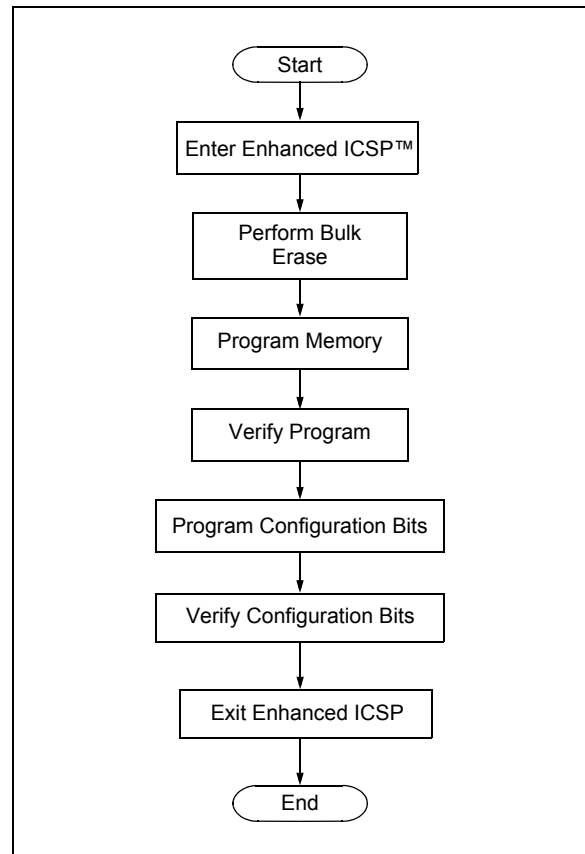 Start
Enter Enhanced ICSP™
Perform Bulk
Erase
Program Memory
Verify Program
Program Configuration Bits
Verify Configuration Bits
Exit Enhanced ICSP
End